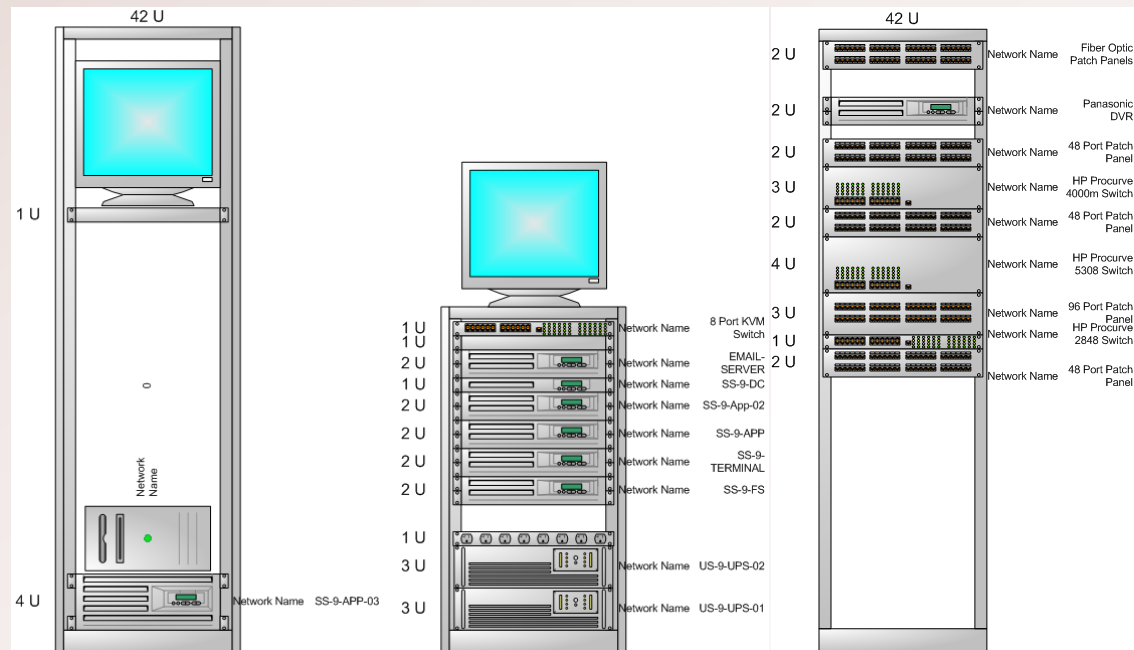 42 U
1 U
0
Network
Name
4 U
Network Name SS-9-APP-03
1 U
Network Name
8 Port KVM
Switch
1 U
2 U
Network Name
EMAIL-
SERVER
1 U
Network Name
SS-9-DC
2 U
Network Name
SS-9-App-02
2 U
Network Name
SS-9-APP
2 U
Network Name
SS-9-
TERMINAL
2 U
Network Name
SS-9-FS
1 U
3 U
Network Name
US-9-UPS-02
3 U
Network Name
US-9-UPS-01
42 U
2 U
Network Name
Fiber Optic
Patch Panels
2 U
Network Name
Panasonic
DVR
2 U
Network Name
48 Port Patch
Panel
3 U
Network Name
HP Procurve
4000m Switch
2 U
Network Name
48 Port Patch
Panel
4 U
Network Name
HP Procurve
5308 Switch
3 U
Network Name
96 Port Patch
Panel
1 U
Network Name
HP Procurve
2848 Switch
2 U
Network Name
48 Port Patch
Panel